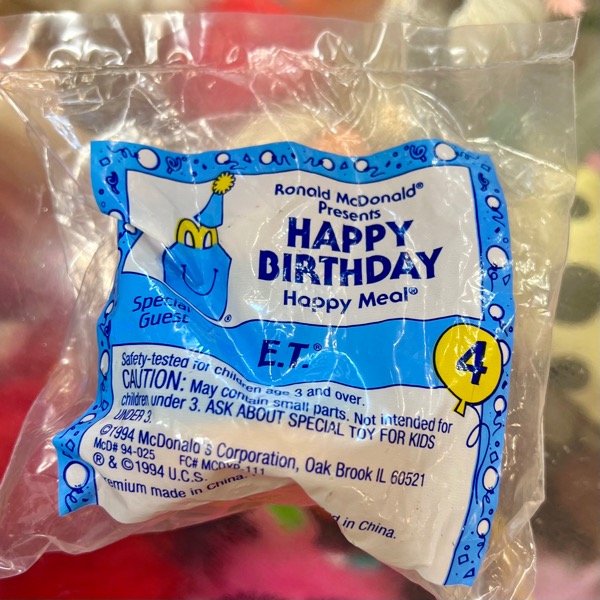 Ronald McDonald®
Presents
HAPPY
BIRTHDAY
Happy Meal®
Special
Guest
®
E.T.®
4
Safety-tested for children age 3 and over.
CAUTION: May contain small parts. Not intended for
children under 3. ASK ABOUT SPECIAL TOY FOR KIDS
UNDER 3.
©1994 McDonald's Corporation, Oak Brook IL 60521
McD# 94-025 FC# 111
® & ©1994 U.C.S.
made in China.
in China.